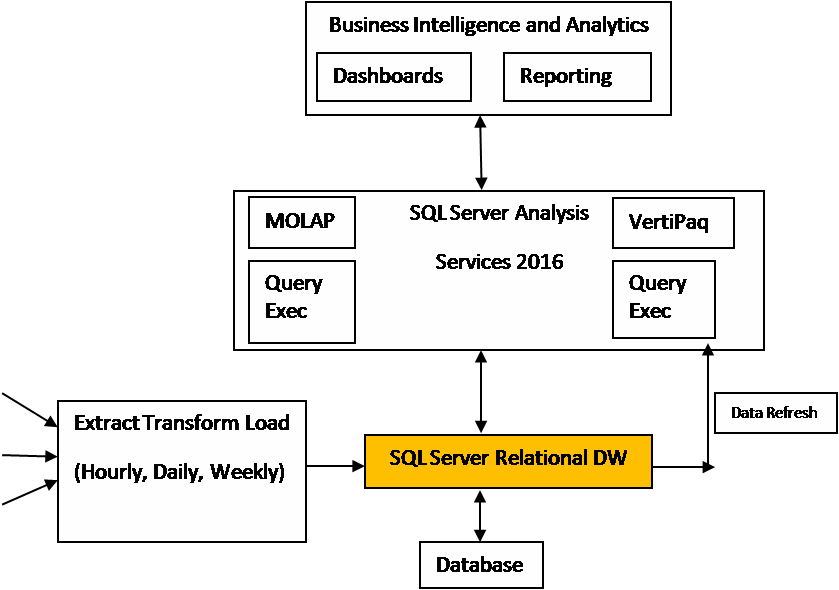 Business Intelligence and Analytics
Dashboards
Reporting
MOLAP
SQL Server Analysis
Services 2016
VertiPaq
Query
Exec
Query
Exec
Data Refresh
Extract Transform Load
(Hourly, Daily, Weekly)
SQL Server Relational DW
Database